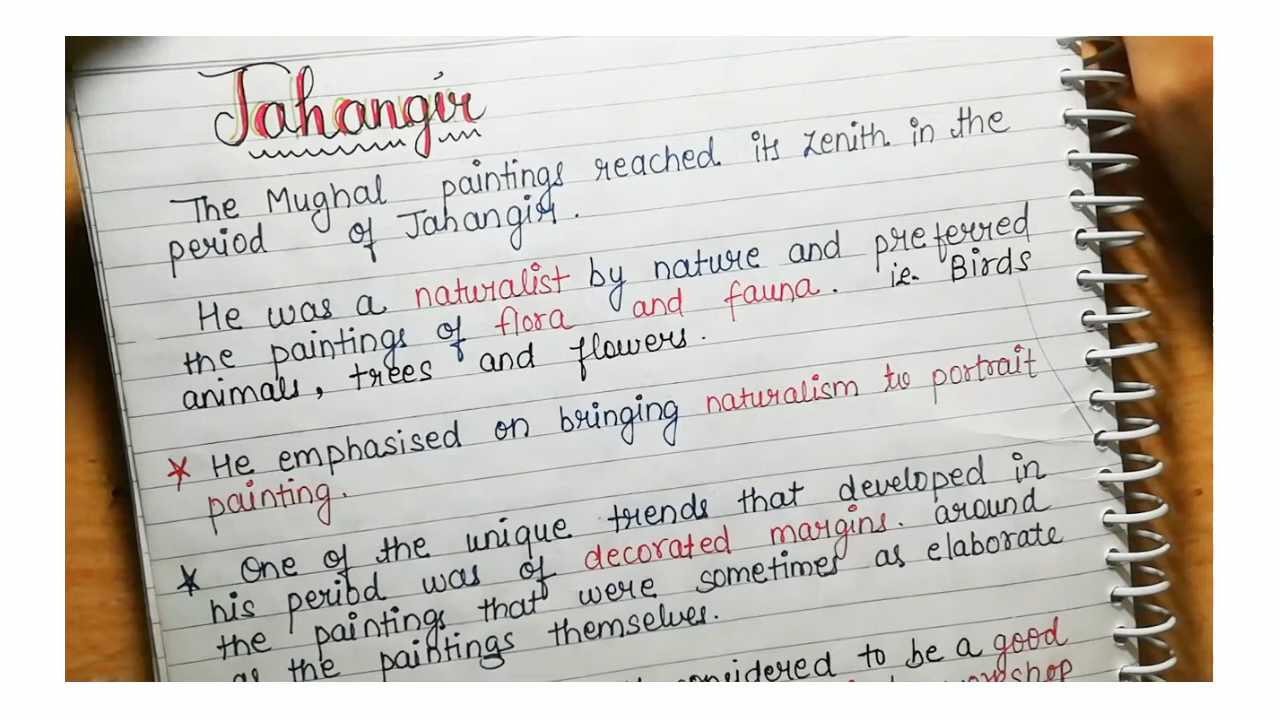 Jahangir
The Mughal paintings reached its zenith in the
period of Jahangir.
He was a naturalist by nature and preferred
the paintings of flora and fauna. ie. Birds
animals, trees and flowers.
* He emphasised on bringing naturalism to portrait
painting.
* One of the unique trends that developed in
his period was of decorated margins. around
the paintings that were sometimes as elaborate
as the paintings themselves.
considered to be a good
workshop